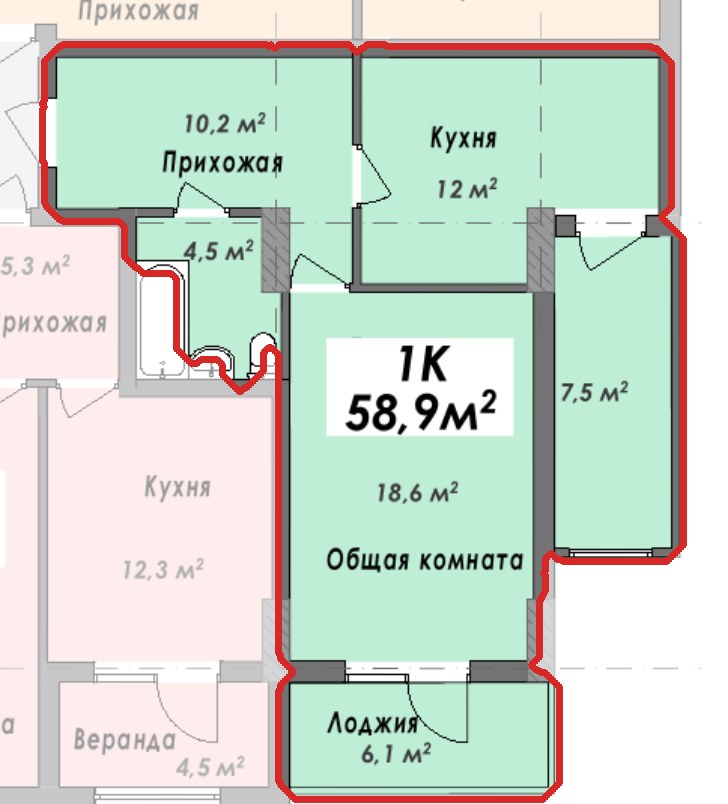 Прихожая
10,2 м²
Прихожая
Кухня
12 м²
4,5 м²
5,3 м²
рихожая
1К
58,9м²
7,5 м²
18,6 м²
Общая комната
Кухня
12,3 м²
Лоджия
6,1 м²
Веранда
4,5 м²
а